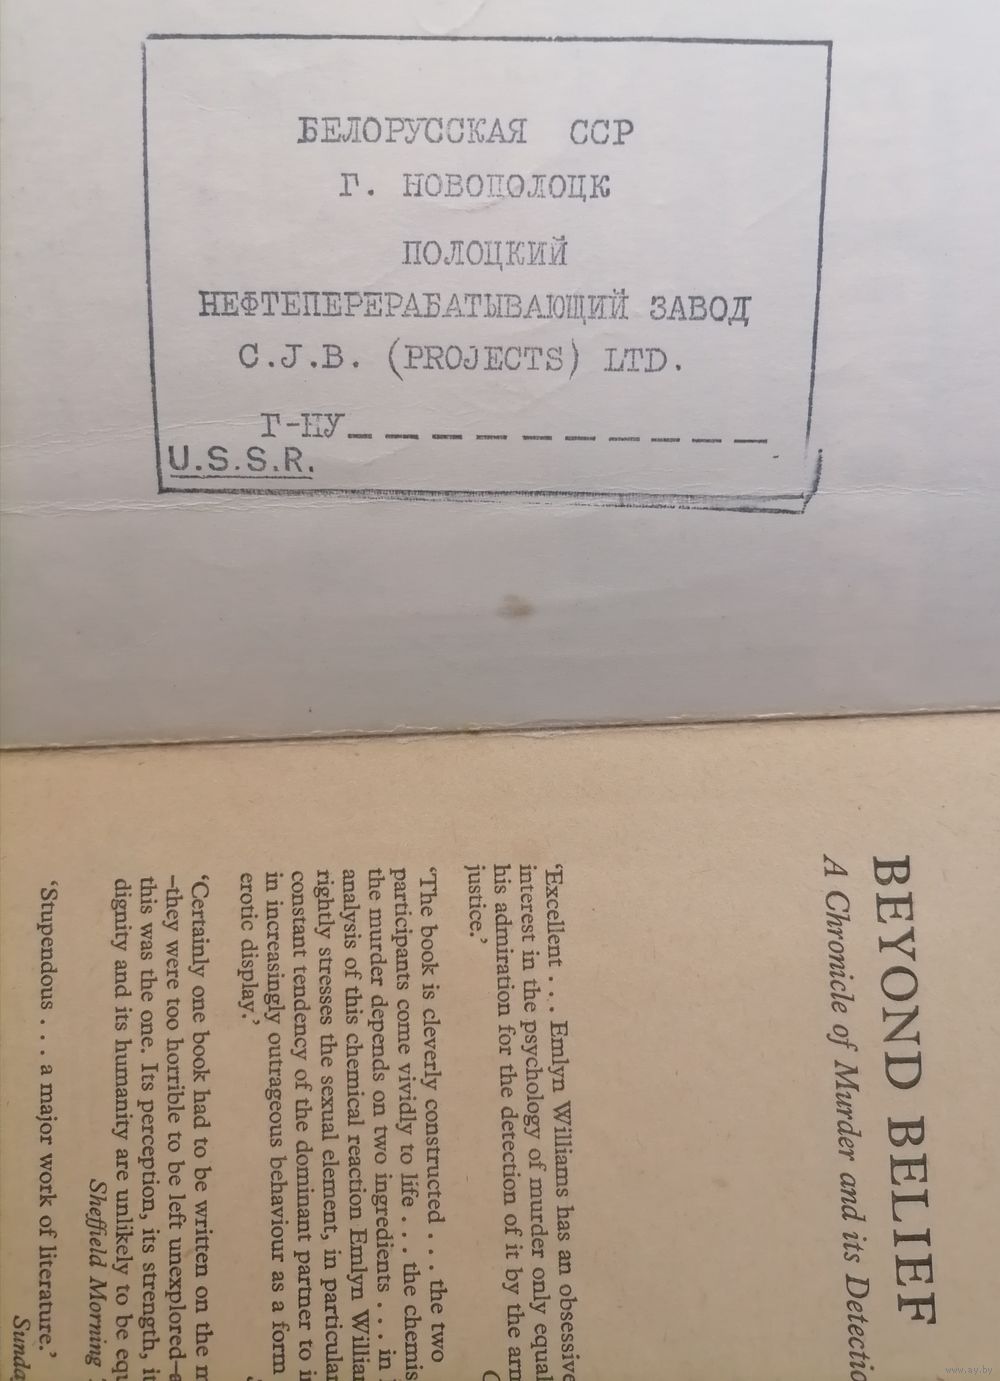 БЕЛОРУССКАЯ ССР
Г. НОВОПОЛОЦК
ПОЛОЦКИЙ
НЕФТЕПЕРЕРАБАТЫВАЮЩИЙ ЗАВОД
C.J.B. (PROJECTS) LTD.
Г-НУ_ _ _ _ _ _ _ _ _ _
U.S.S.R.
BEYOND BELIEF
A Chronicle of Murder and its
‘Excellent . . . Emlyn Williams has an obsessive
interest in the psychology of murder only
his admiration for the detection of it by the
justice.’
‘The book is cleverly constructed . . . the two
participants come vividly to life . . . the
the murder depends on two ingredients . . . in
analysis of this chemical reaction Emlyn
rightly stresses the sexual element, in particular
constant tendency of the dominant partner to
in increasingly outrageous behaviour as a form
erotic display.’
‘Certainly one book had to be written on the
–they were too horrible to be left unexplored–
this was the one. Its perception, its strength,
dignity and its humanity are unlikely to be
Sheffield Morning
‘Stupendous . . . a major work of literature.’
www.ay.by